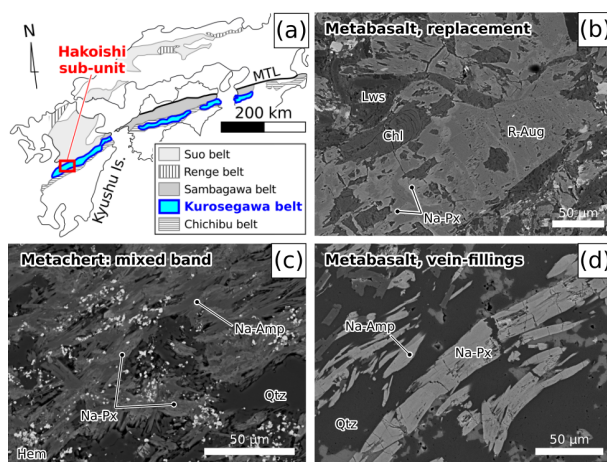 (a)
N
Hakoishi
sub-unit
MTL
200 km
Kyushu Is.
Suo belt
Renge belt
Sambagawa belt
Kurosegawa belt
Chichibu belt
Metabasalt, replacement
(b)
Lws
Chl
R-Aug
Na-Px
50 μm
Metachert: mixed band
(c)
Na-Amp
Na-Px
Qtz
Hem
50 μm
Metabasalt, vein-fillings
(d)
Na-Amp
Na-Px
Qtz
50 μm